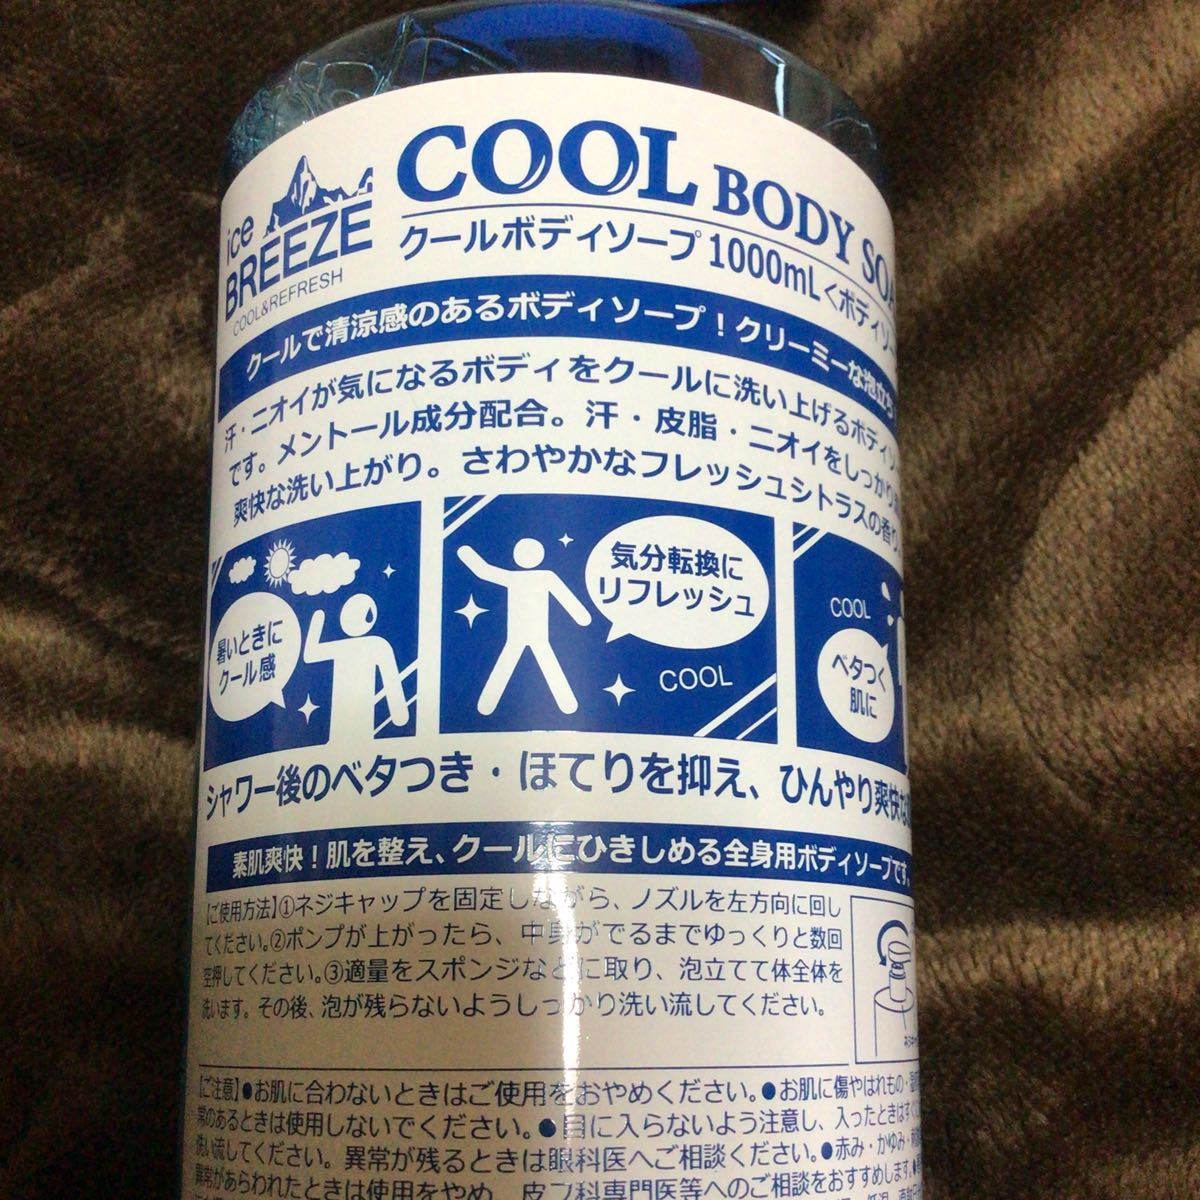 ice
BREEZE
COOL&REFRESH
COOL BODY
クールボディソープ1000mL<ボディソー
クールで清涼感のあるボディソープ!クリーミーな泡立ち
汗・ニオイが気になるボディをクールに洗い上げるボディソー
です。メントール成分配合。汗・皮脂・ニオイをしっかり
爽快な洗い上がり。さわやかなフレッシュシトラスの香り
暑いときに
クール感
気分転換に
リフレッシュ
COOL
COOL
ベタつく
肌に
シャワー後のベタつき・ほてりを抑え、ひんやり爽快な
素肌爽快!肌を整え、クールにひきしめる全身用ボディソープです。
【ご使用方法】①ネジキャップを固定しながら、ノズルを左方向に回し
てください。②ポンプが上がったら、中身がでるまでゆっくりと数回
空押してください。③適量をスポンジなどに取り、泡立てて体全体を
洗います。その後、泡が残らないようしっかり洗い流してください。
【ご注意】●お肌に合わないときはご使用をおやめください。●お肌に傷やはれもの・湿疹
常のあるときは使用しないでください。●目に入らないよう注意し、入ったときはすぐ
洗い流してください。異常が残るときは眼科医へご相談ください。●赤み・かゆみ・刺激
異常があらわれたときは使用をやめ、皮フ科専門医等へのご相談をおすすめします。